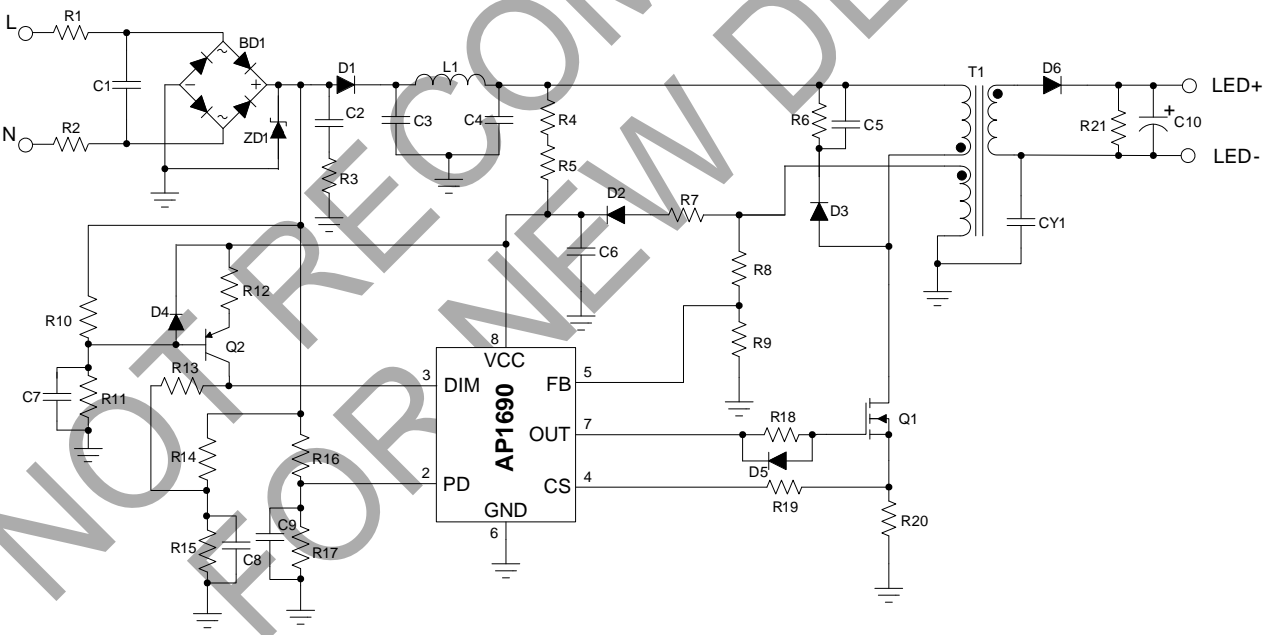 L
R1
BD1
~
C1
-
+
~
N
R2
ZD1
D1
C2
R3
L1
C3
C4
R4
R5
R6
C5
T1
D6
LED+
R21
+
C10
LED-
D2
R7
D3
CY1
C6
R8
R9
R12
R10
D4
Q2
R13
C7
R11
R14
R16
R15
C8
C9
R17
8
VCC
3
DIM
AP1690
FB
5
OUT
7
2
PD
CS
4
GND
6
R18
D5
R19
Q1
R20
NOT RECOM
FOR NEW DE